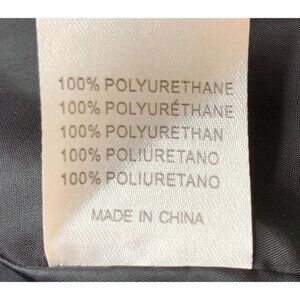 100% POLYURETHANE
100% POLYURÉTHANE
100% POLYURETHAN
100% POLIURETANO
100% POLIURETANO
MADE IN CHINA